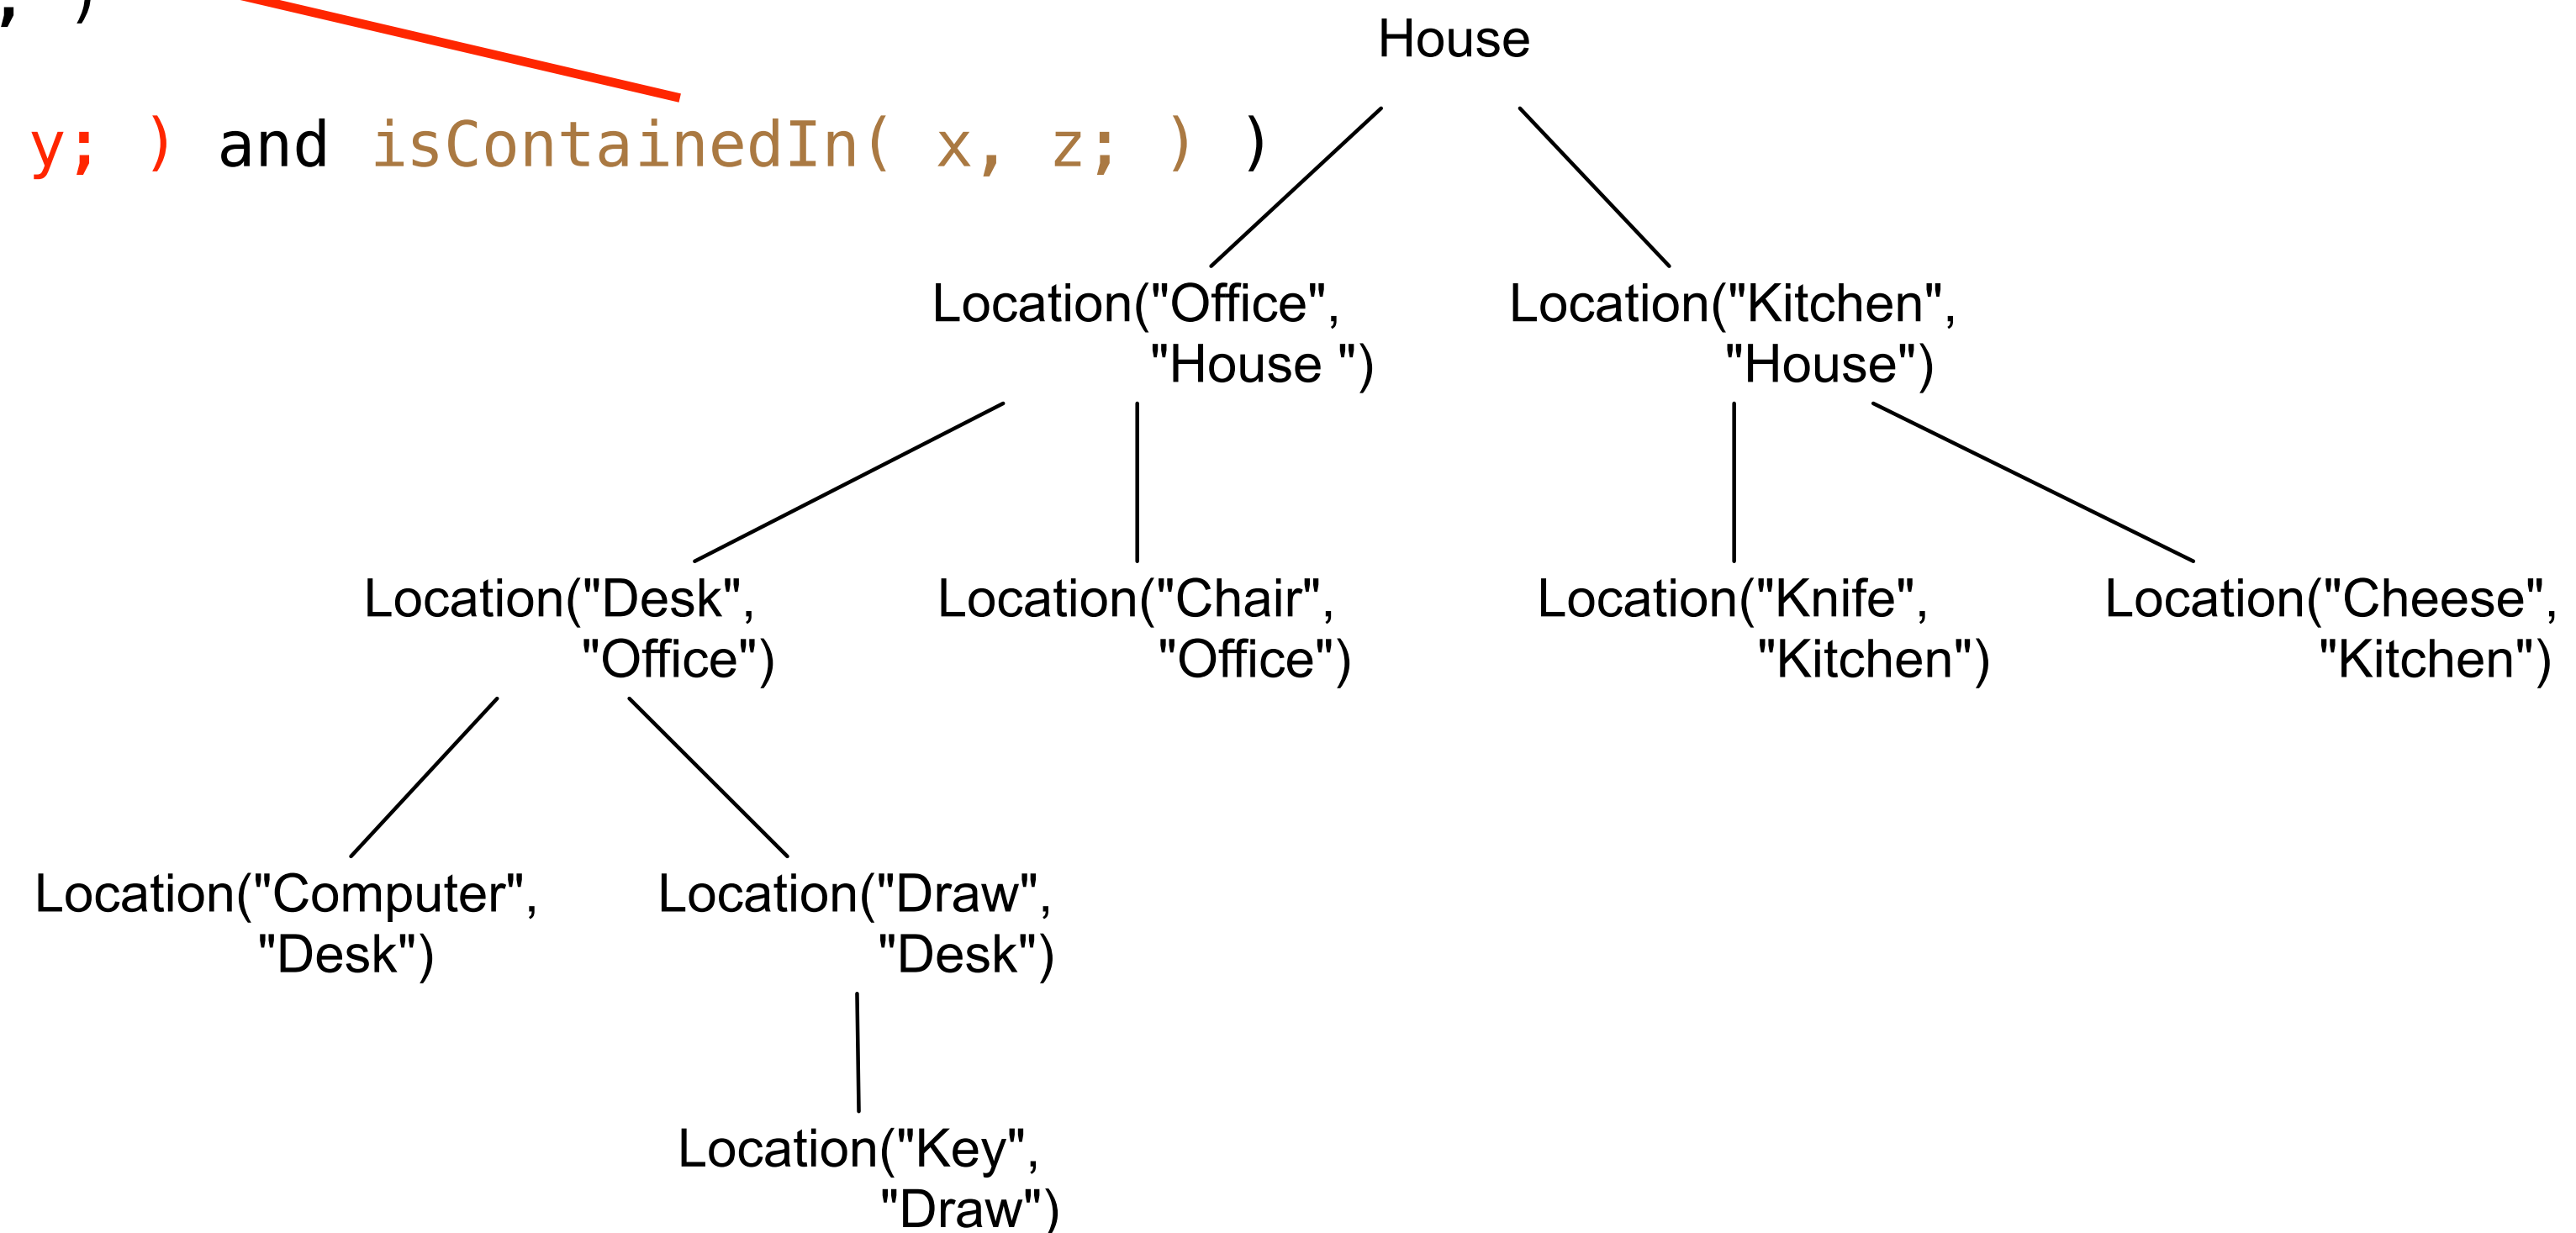 , )
House
y; ) and isContainedIn( x, z; ) )
Location("Office",
"House ")
Location("Kitchen",
"House")
Location("Desk",
"Office")
Location("Chair",
"Office")
Location("Knife",
"Kitchen")
Location("Cheese",
"Kitchen")
Location("Computer",
"Desk")
Location("Draw",
"Desk")
Location("Key",
"Draw")